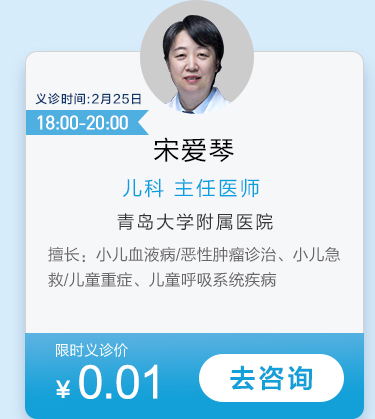 义诊时间:2月25日
18:00-20:00
宋爱琴
儿科 主任医师
青岛大学附属医院
擅长：小儿血液病/恶性肿瘤诊治、小儿急
救/儿童重症、儿童呼吸系统疾病
限时义诊价
¥ 0.01
去咨询